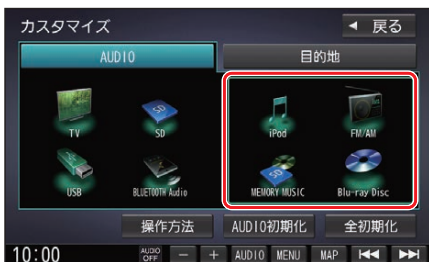 カスタマイズ ◀ 戻る
AUDIO 目的地
TV SD iPod FM/AM
USB BLUETOOTH Audio MEMORY MUSIC Blu-ray Disc
操作方法 AUDIO初期化 全初期化
10:00 AUDIO OFF − + AUDIO MENU MAP